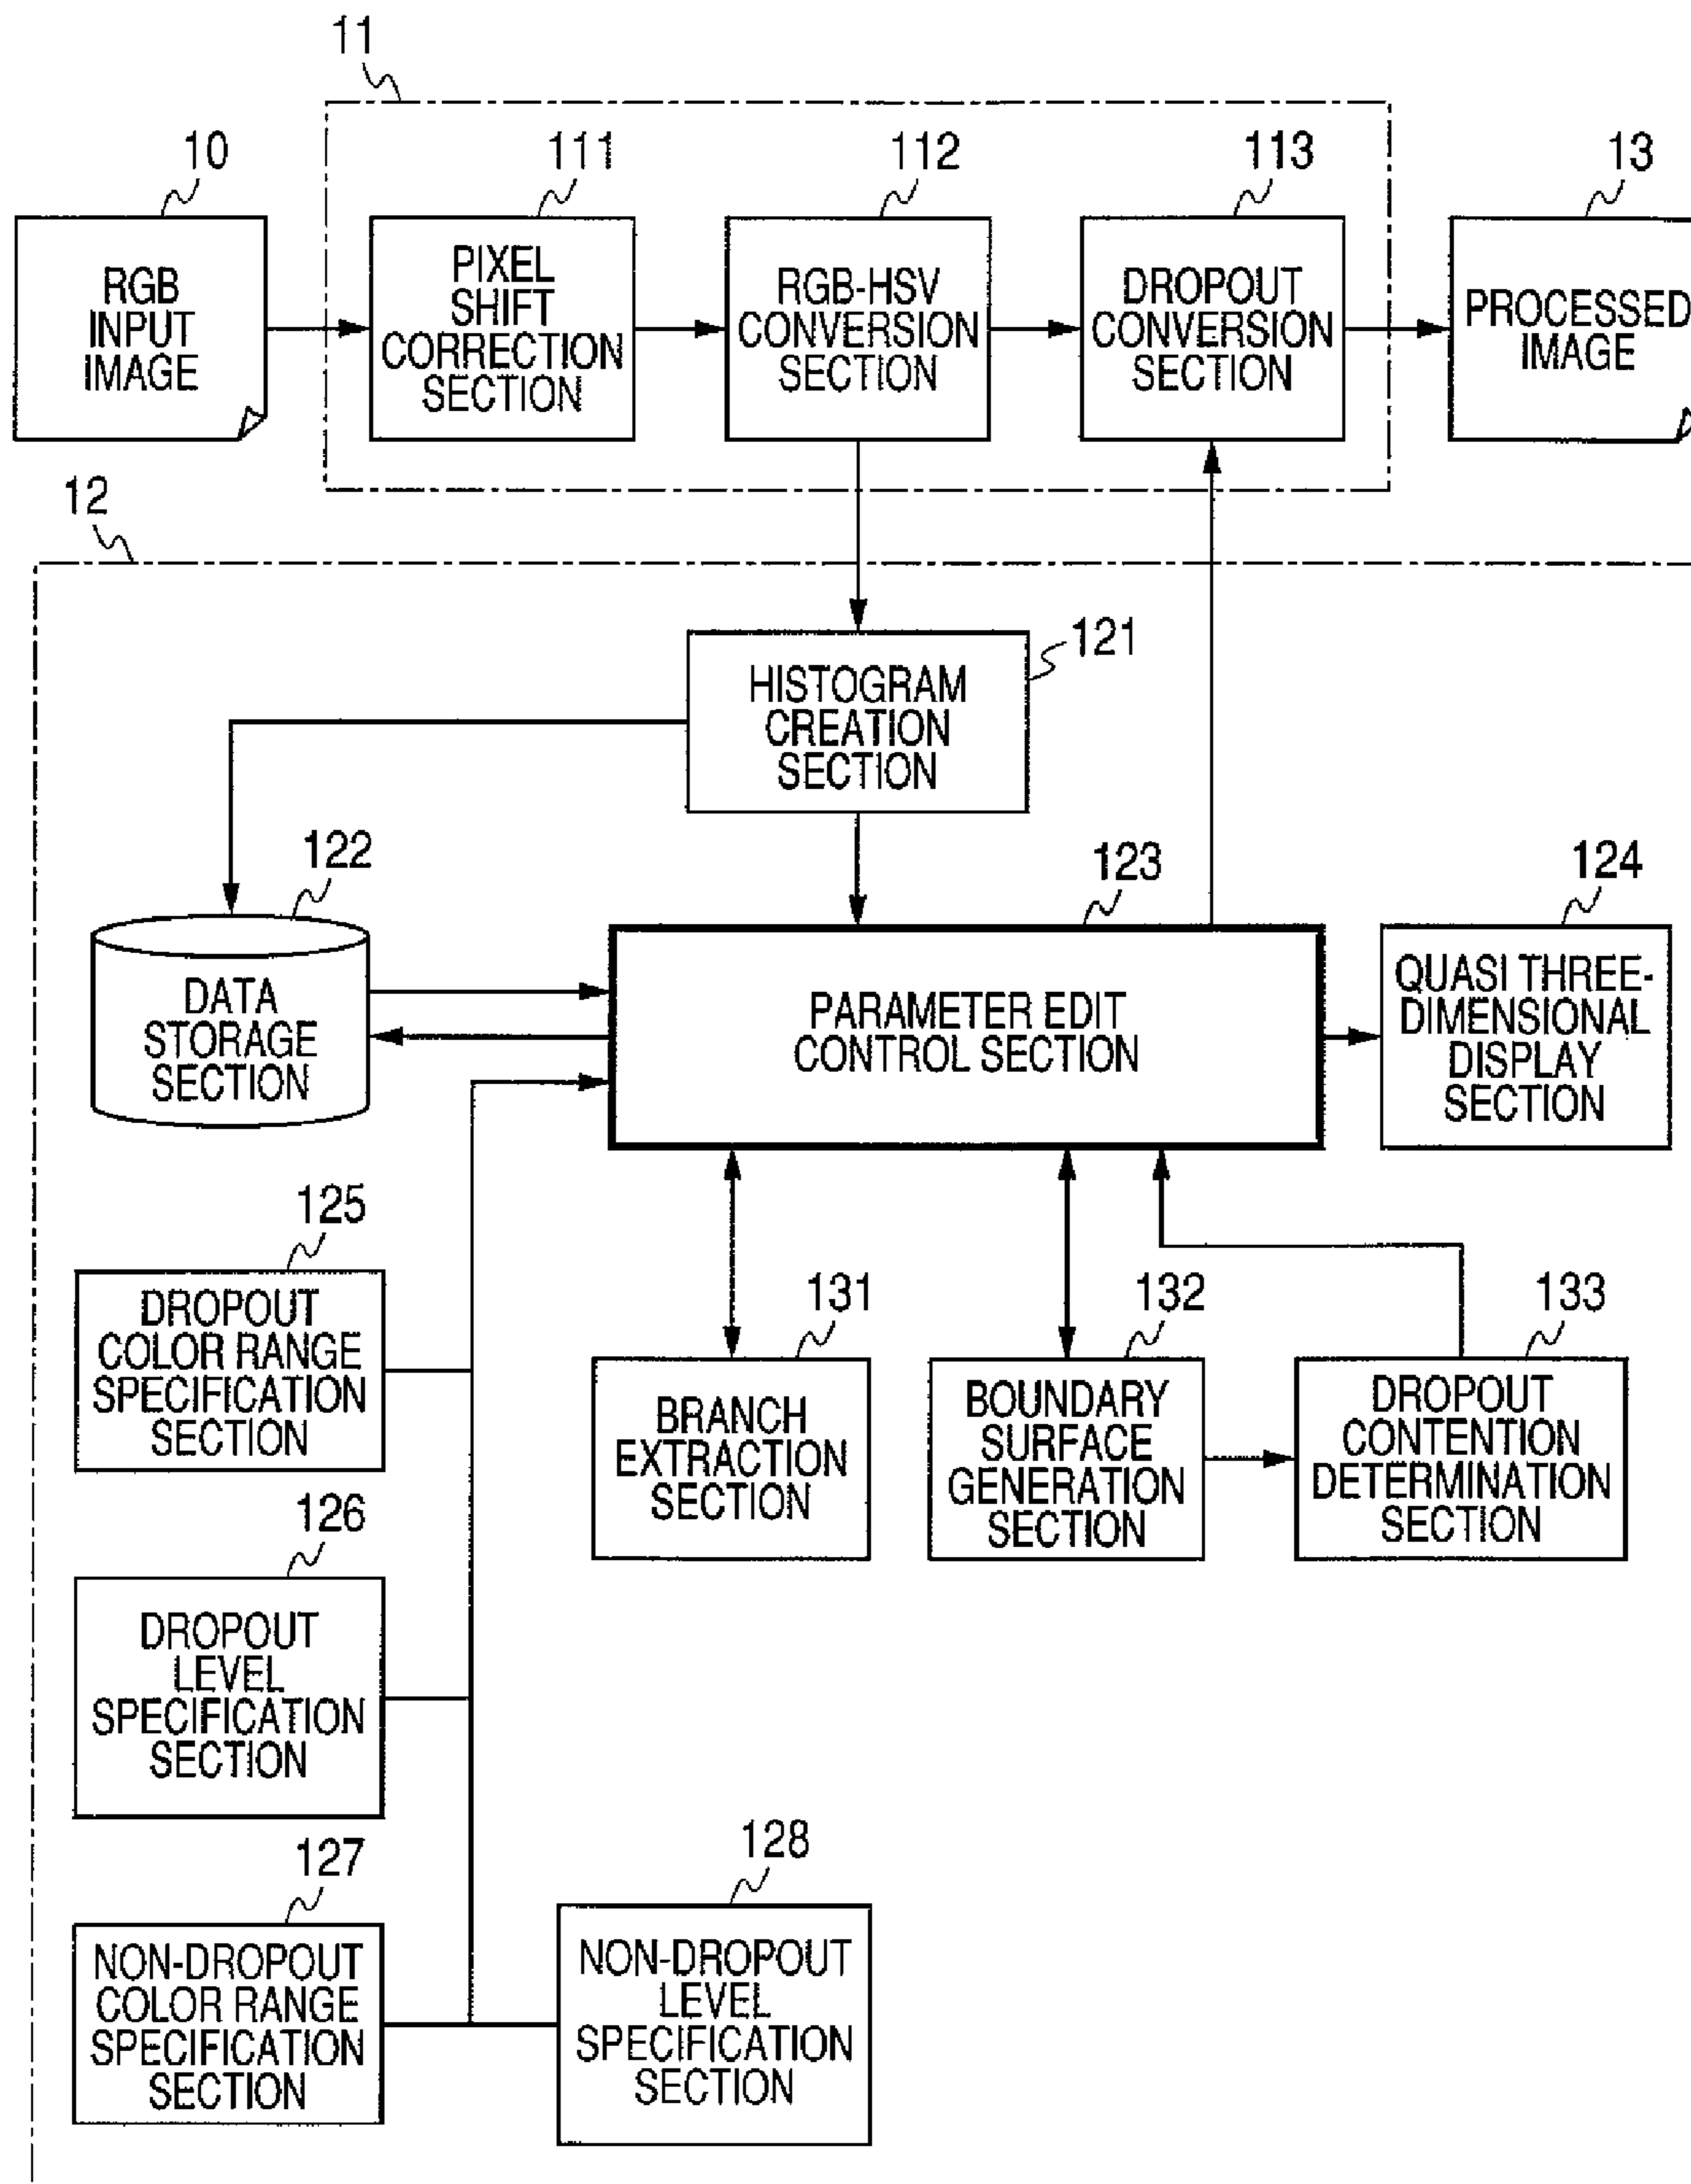 11
10
111
112
113
13
RGB
INPUT
IMAGE
PIXEL
SHIFT
CORRECTION
SECTION
RGB-HSV
CONVERSION
SECTION
DROPOUT
CONVERSION
SECTION
PROCESSED
IMAGE
12
121
HISTOGRAM
CREATION
SECTION
122
123
124
DATA
STORAGE
SECTION
PARAMETER EDIT
CONTROL SECTION
QUASI THREE-
DIMENSIONAL
DISPLAY
SECTION
125
DROPOUT
COLOR RANGE
SPECIFICATION
SECTION
131
132
133
BRANCH
EXTRACTION
SECTION
BOUNDARY
SURFACE
GENERATION
SECTION
DROPOUT
CONTENTION
DETERMINATION
SECTION
126
DROPOUT
LEVEL
SPECIFICATION
SECTION
127
128
NON-DROPOUT
COLOR RANGE
SPECIFICATION
SECTION
NON-DROPOUT
LEVEL
SPECIFICATION
SECTION